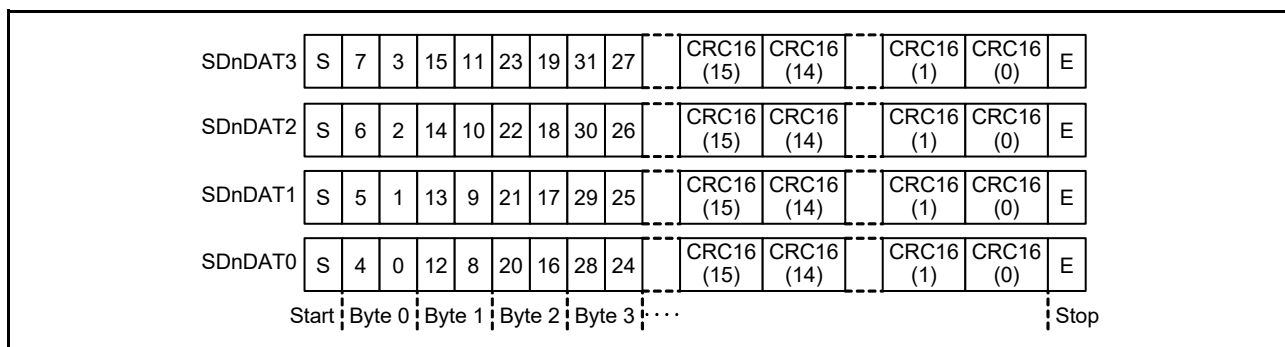 SDnDAT3 S 7 3 15 11 23 19 31 27 CRC16 (15) CRC16 (14) CRC16 (1) CRC16 (0) E
SDnDAT2 S 6 2 14 10 22 18 30 26 CRC16 (15) CRC16 (14) CRC16 (1) CRC16 (0) E
SDnDAT1 S 5 1 13 9 21 17 29 25 CRC16 (15) CRC16 (14) CRC16 (1) CRC16 (0) E
SDnDAT0 S 4 0 12 8 20 16 28 24 CRC16 (15) CRC16 (14) CRC16 (1) CRC16 (0) E
Start Byte 0 Byte 1 Byte 2 Byte 3 ···· Stop